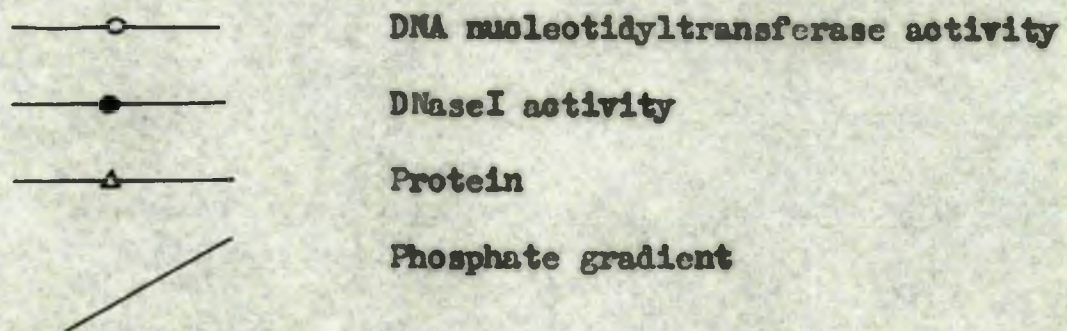 DNA nucleotidyltransferase activity
DNaseI activity
Protein
Phosphate gradient